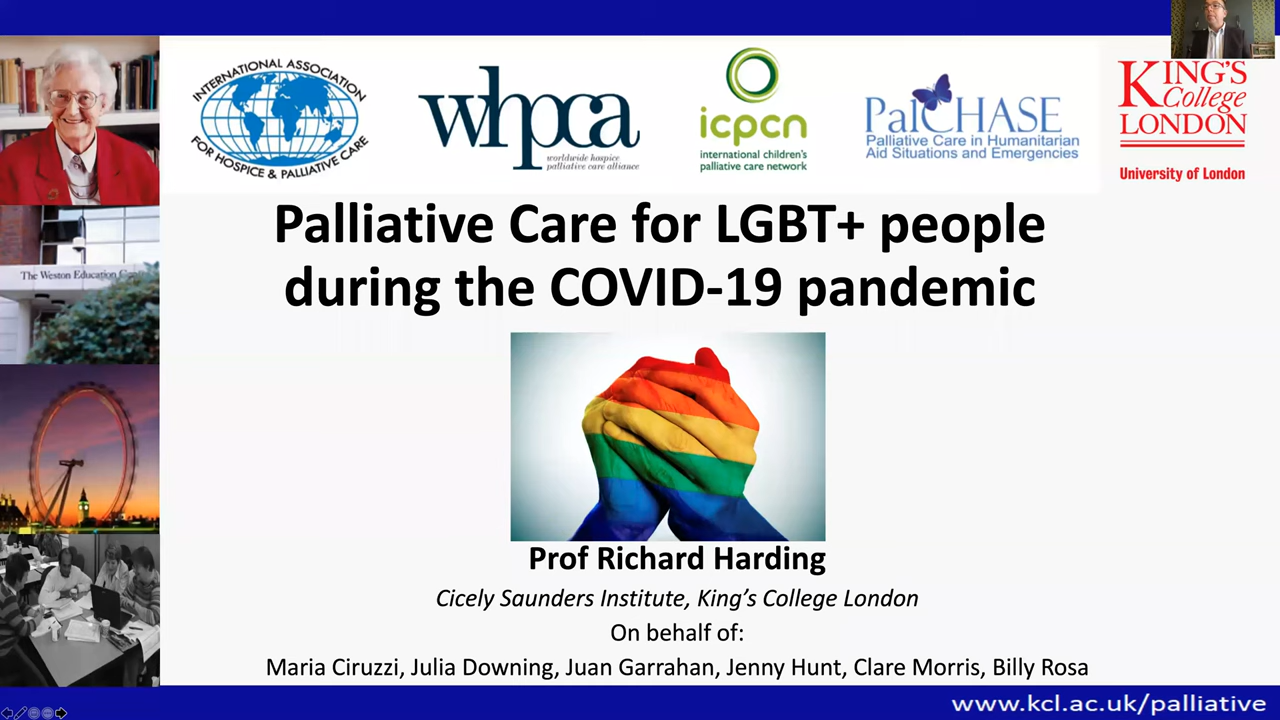 INTERNATIONAL ASSOCIATION
FOR HOSPICE & PALLIATIVE CARE
whpca
worldwide hospice
palliative care alliance
icpcn
international children's
palliative care network
PalCHASE
Palliative Care in Humanitarian
Aid Situations and Emergencies
KING'S
College
LONDON
University of London
Palliative Care for LGBT+ people
during the COVID-19 pandemic
The Weston Education
Prof Richard Harding
Cicely Saunders Institute, King's College London
On behalf of:
Maria Ciruzzi, Julia Downing, Juan Garrahan, Jenny Hunt, Clare Morris, Billy Rosa
www.kcl.ac.uk/palliative